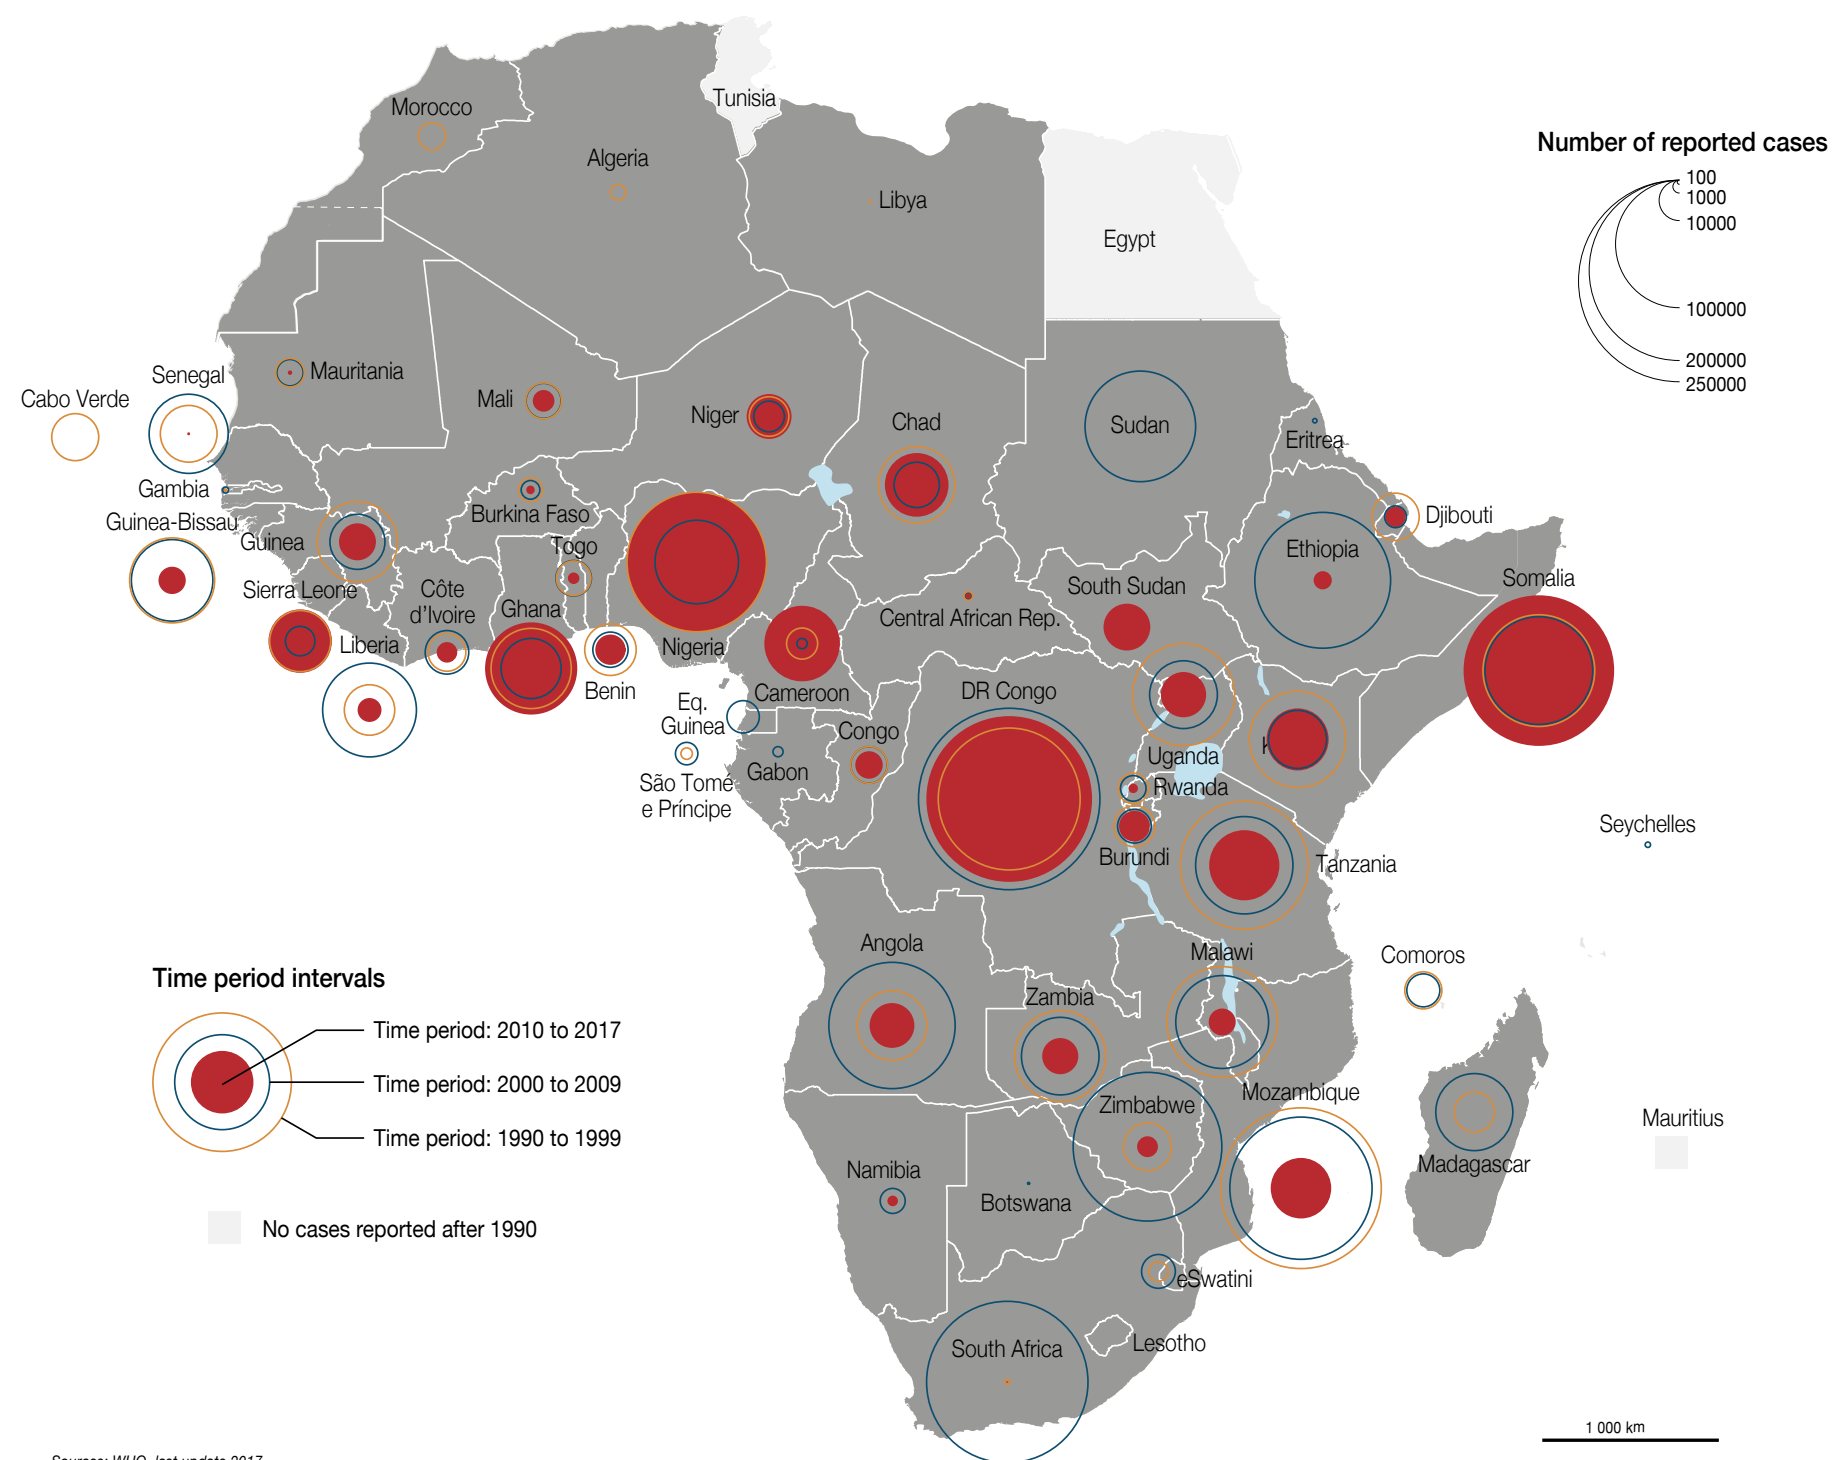 Morocco
Tunisia
Algeria
Libya
Egypt
Number of reported cases
100
1000
10000
100000
200000
250000
Mauritania
Senegal
Cabo Verde
Mali
Niger
Chad
Sudan
Eritrea
Gambia
Guinea-Bissau
Guinea
Burkina Faso
Togo
Djibouti
Ethiopia
Somalia
Sierra Leone
Côte
d'Ivoire
Ghana
Liberia
Nigeria
Benin
Cameroon
Central African Rep.
South Sudan
Eq.
Guinea
São Tomé
e Príncipe
Gabon
Congo
DR Congo
Uganda
Rwanda
Burundi
Tanzania
Seychelles
Angola
Malawi
Comoros
Zambia
Zimbabwe
Mozambique
Madagascar
Mauritius
Namibia
Botswana
eSwatini
South Africa
Lesotho
Time period intervals
Time period: 2010 to 2017
Time period: 2000 to 2009
Time period: 1990 to 1999
No cases reported after 1990
1 000 km